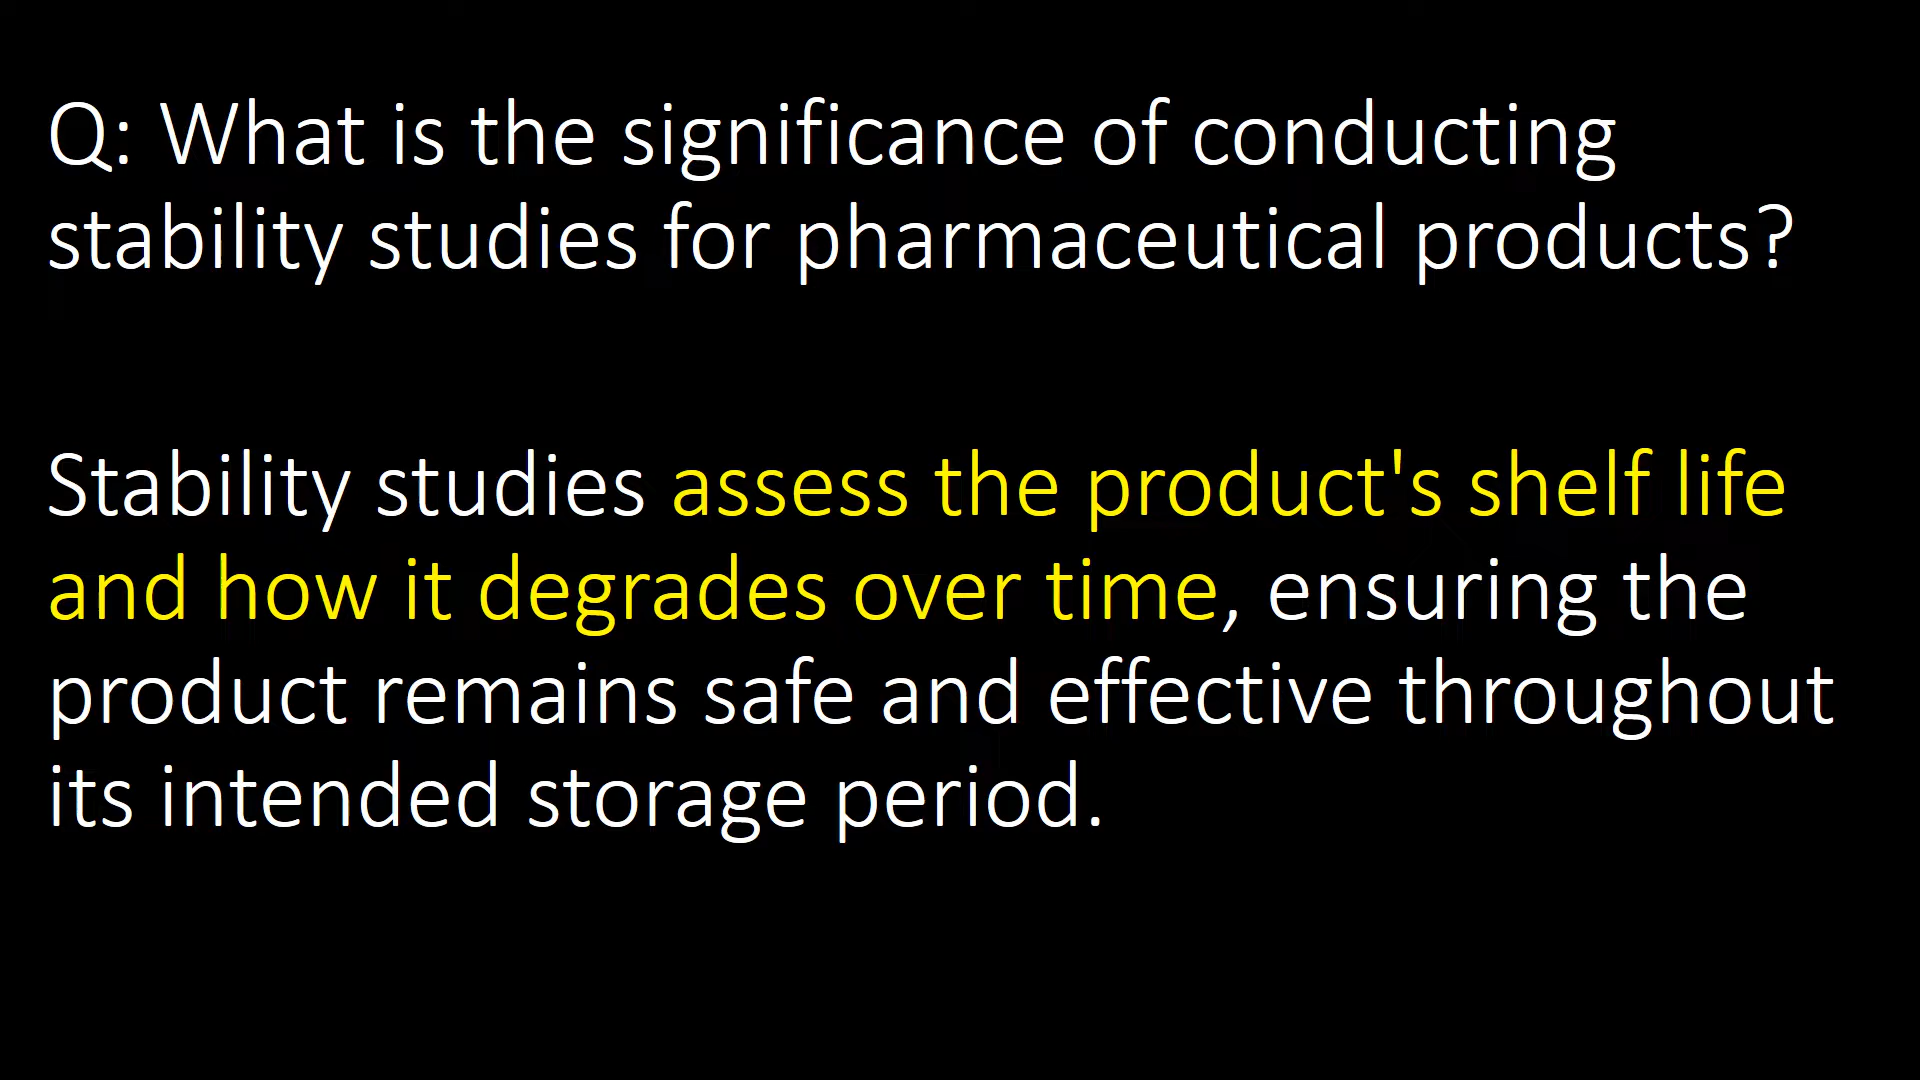 Q: What is the significance of conducting
stability studies for pharmaceutical products?
Stability studies assess the product's shelf life
and how it degrades over time, ensuring the
product remains safe and effective throughout
its intended storage period.